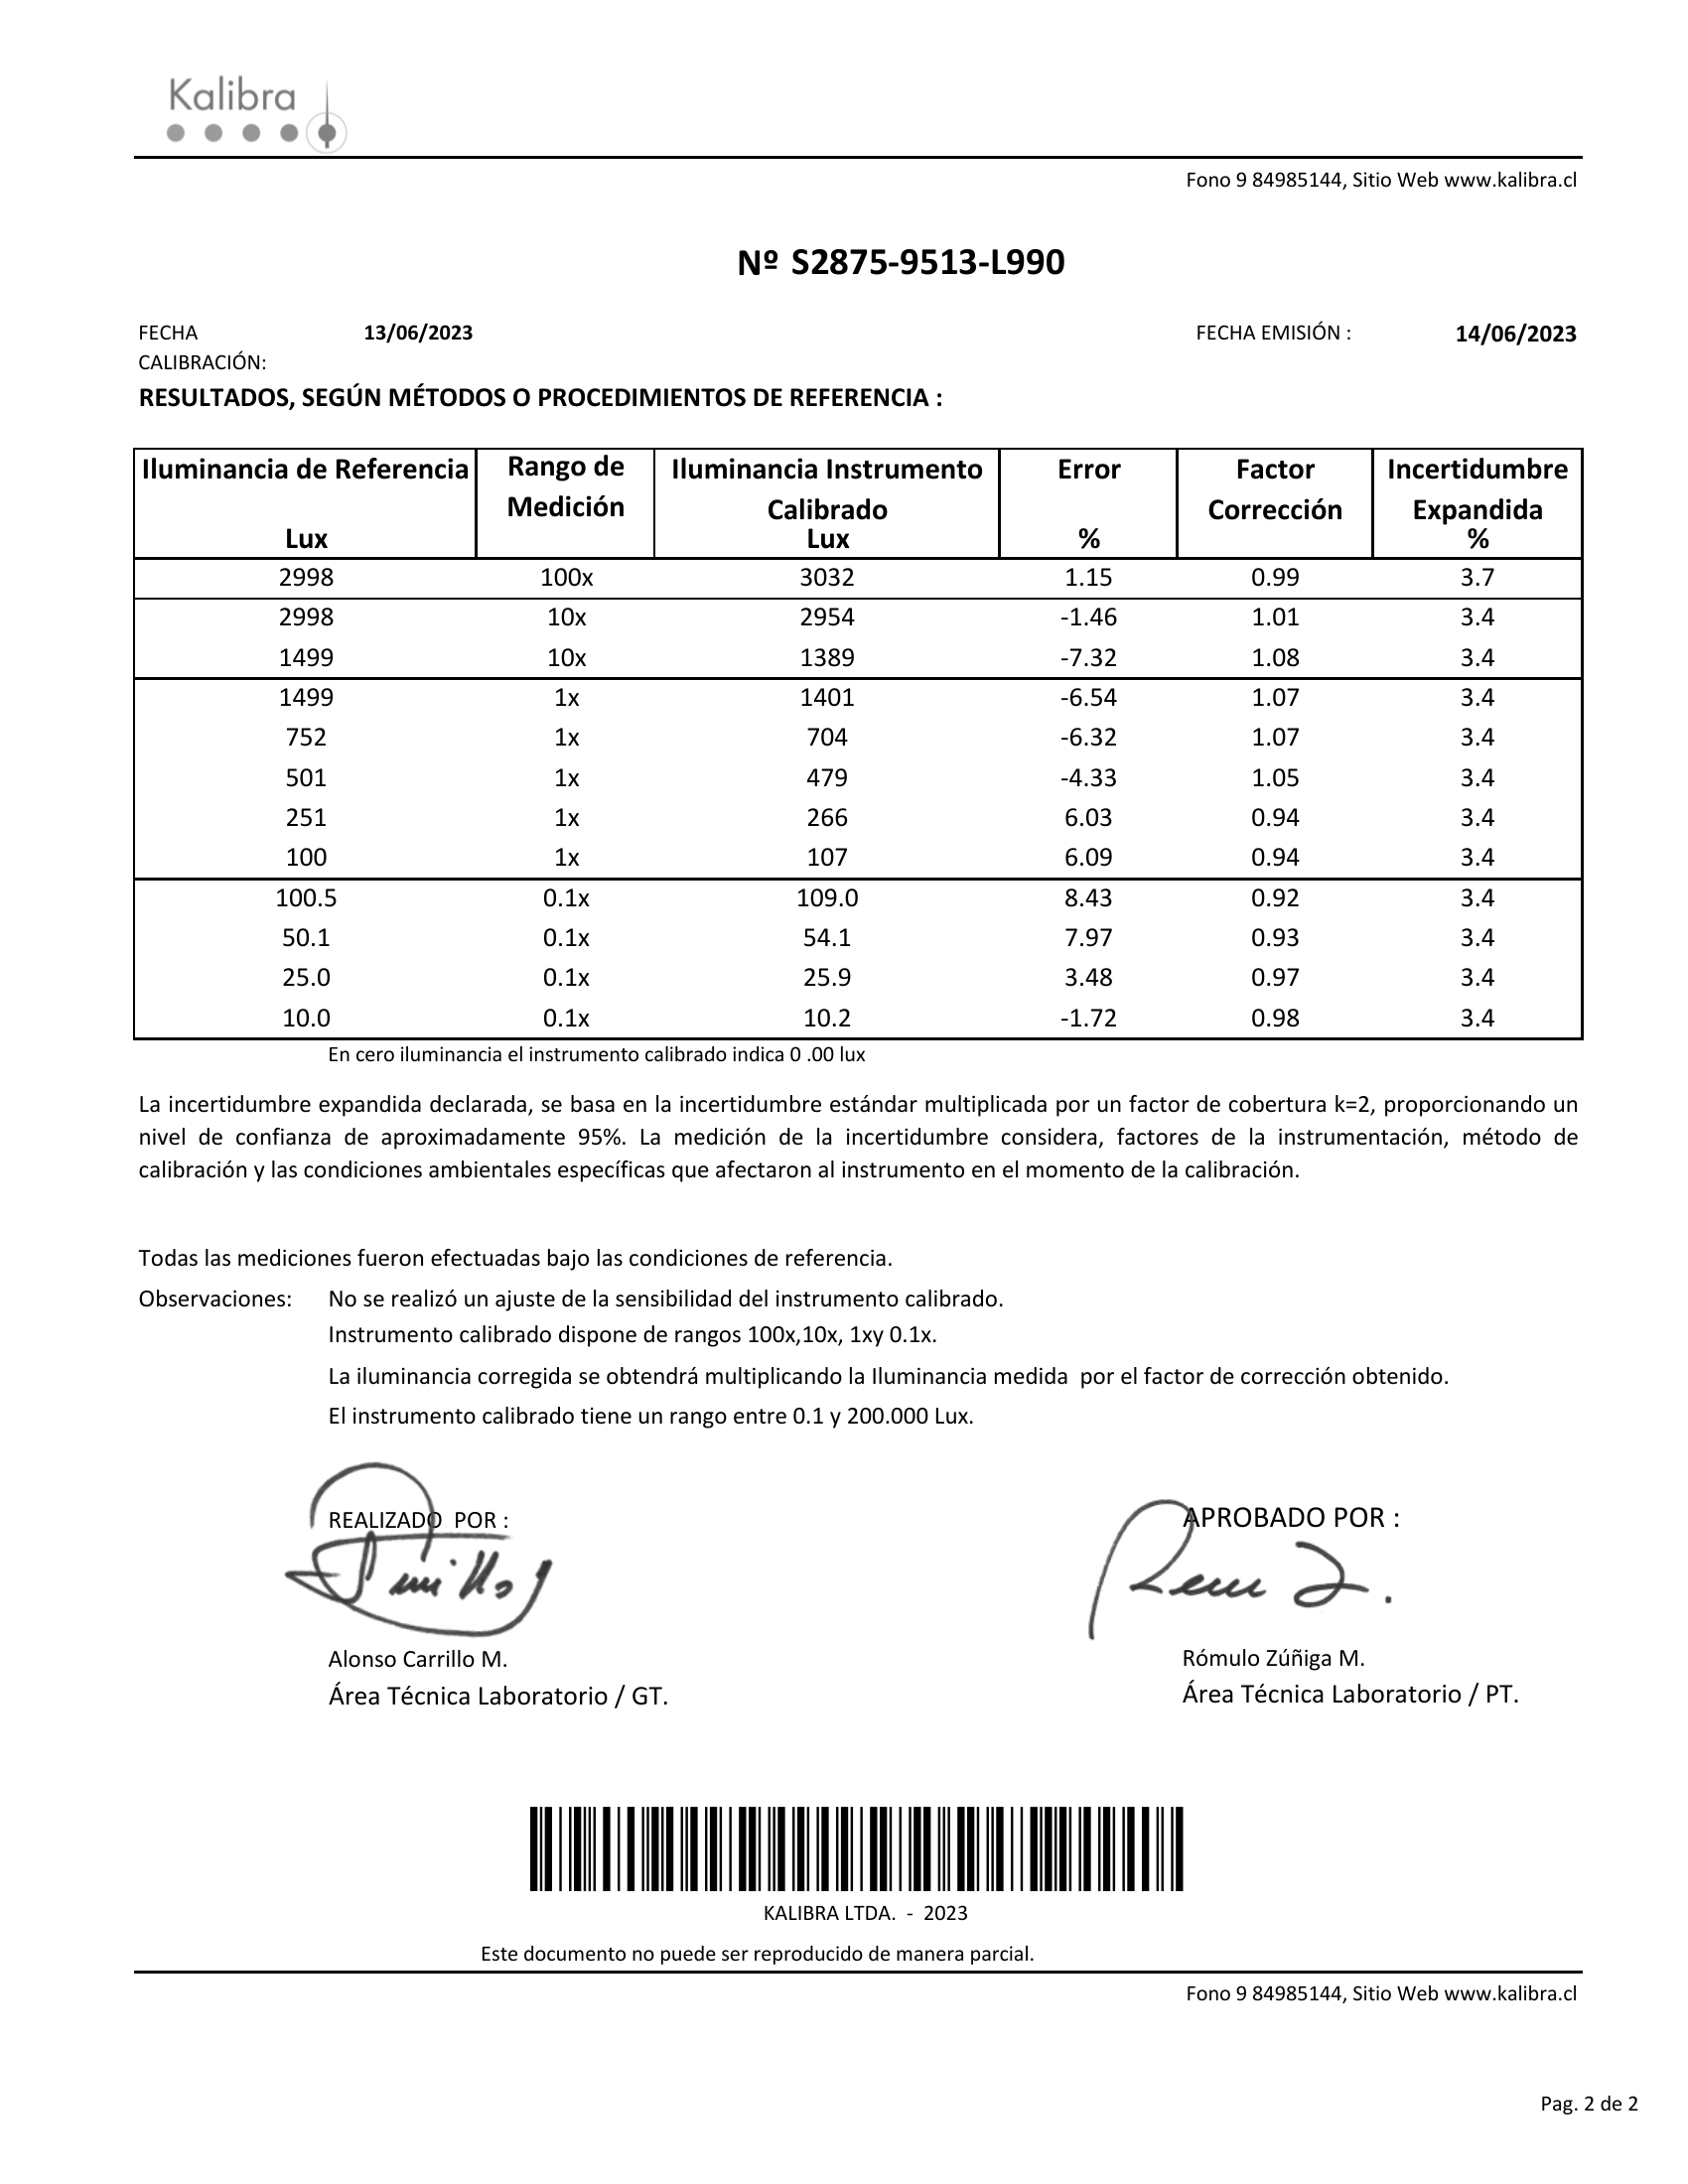 Kalibra
Fono 9 84985144, Sitio Web www.kalibra.cl
Nº S2875-9513-L990
FECHA CALIBRACIÓN: 13/06/2023 FECHA EMISIÓN : 14/06/2023
RESULTADOS, SEGÚN MÉTODOS O PROCEDIMIENTOS DE REFERENCIA :
Iluminancia de Referencia Lux Rango de Medición Iluminancia Instrumento Calibrado Lux Error % Factor Corrección Incertidumbre Expandida %
2998 100x 3032 1.15 0.99 3.7
2998 10x 2954 -1.46 1.01 3.4
1499 10x 1389 -7.32 1.08 3.4
1499 1x 1401 -6.54 1.07 3.4
752 1x 704 -6.32 1.07 3.4
501 1x 479 -4.33 1.05 3.4
251 1x 266 6.03 0.94 3.4
100 1x 107 6.09 0.94 3.4
100.5 0.1x 109.0 8.43 0.92 3.4
50.1 0.1x 54.1 7.97 0.93 3.4
25.0 0.1x 25.9 3.48 0.97 3.4
10.0 0.1x 10.2 -1.72 0.98 3.4
En cero iluminancia el instrumento calibrado indica 0 .00 lux
La incertidumbre expandida declarada, se basa en la incertidumbre estándar multiplicada por un factor de cobertura k=2, proporcionando un
nivel de confianza de aproximadamente 95%. La medición de la incertidumbre considera, factores de la instrumentación, método de
calibración y las condiciones ambientales específicas que afectaron al instrumento en el momento de la calibración.
Todas las mediciones fueron efectuadas bajo las condiciones de referencia.
Observaciones: No se realizó un ajuste de la sensibilidad del instrumento calibrado.
Instrumento calibrado dispone de rangos 100x,10x, 1xy 0.1x.
La iluminancia corregida se obtendrá multiplicando la Iluminancia medida por el factor de corrección obtenido.
El instrumento calibrado tiene un rango entre 0.1 y 200.000 Lux.
REALIZADO POR : APROBADO POR :
Alonso Carrillo M. Rómulo Zúñiga M.
Área Técnica Laboratorio / GT. Área Técnica Laboratorio / PT.
KALIBRA LTDA. - 2023
Este documento no puede ser reproducido de manera parcial.
Fono 9 84985144, Sitio Web www.kalibra.cl
Pag. 2 de 2